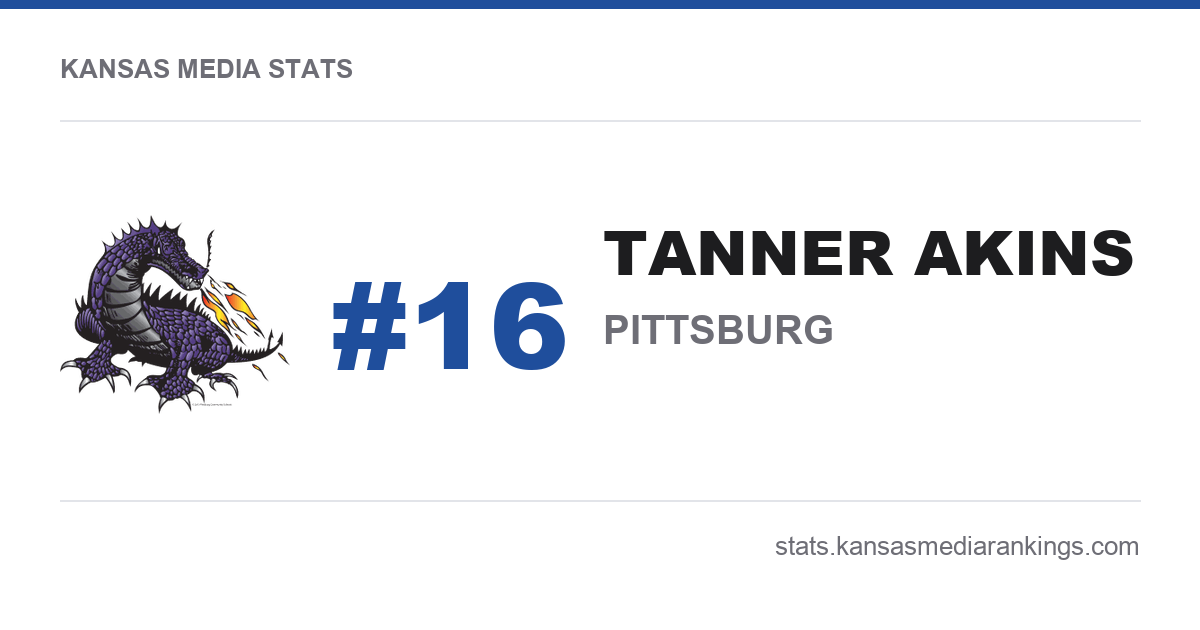 KANSAS MEDIA STATS
#16
TANNER AKINS
PITTSBURG
stats.kansasmediarankings.com